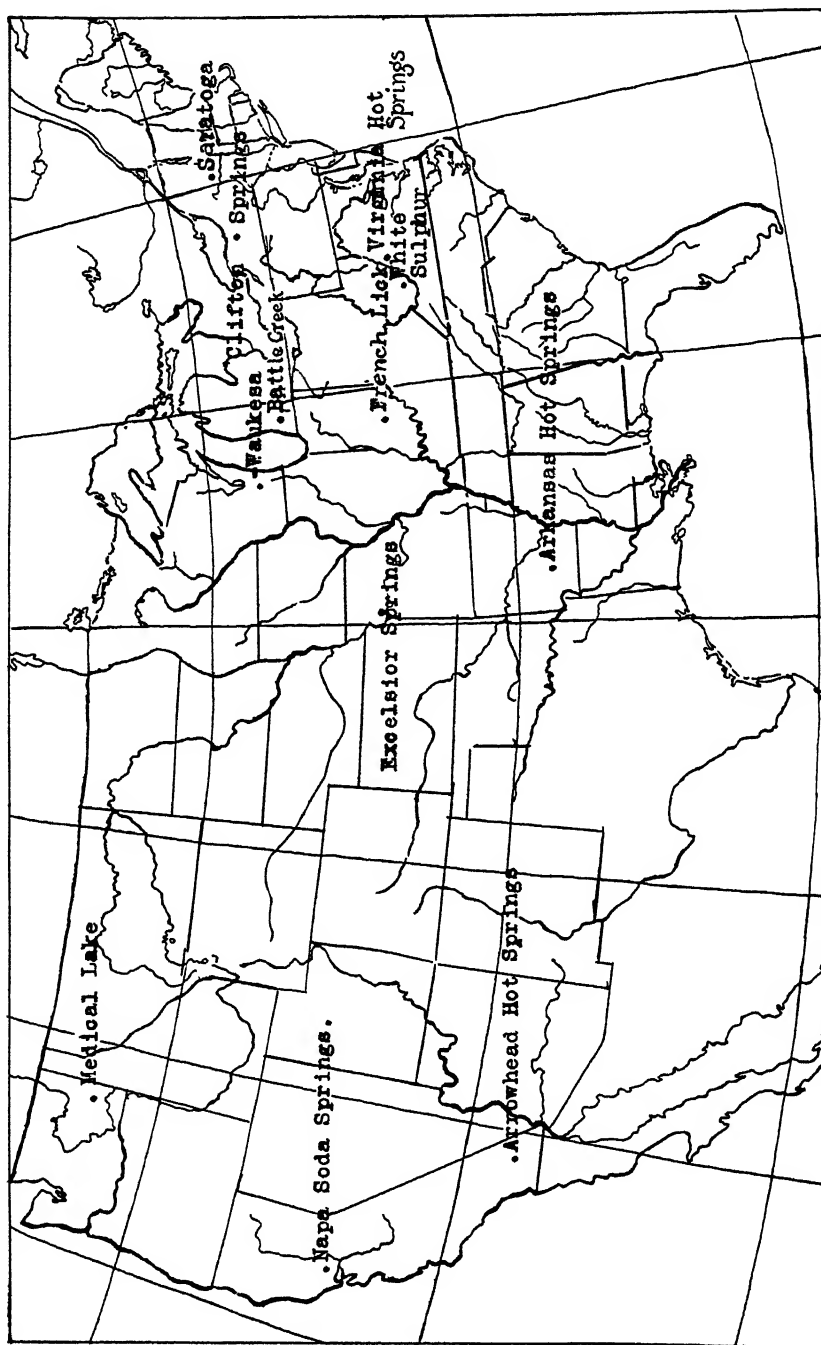 .Medical Lake
.Napa Soda Springs.
.Arrowhead Hot Springs
Excelsior Springs
.Arkansas Hot Springs
.Waukesa
.Battle Creek
Clifton .Springs
.Saratoga
.French Lick
.Virginia Hot
.White Springs
Sulphur